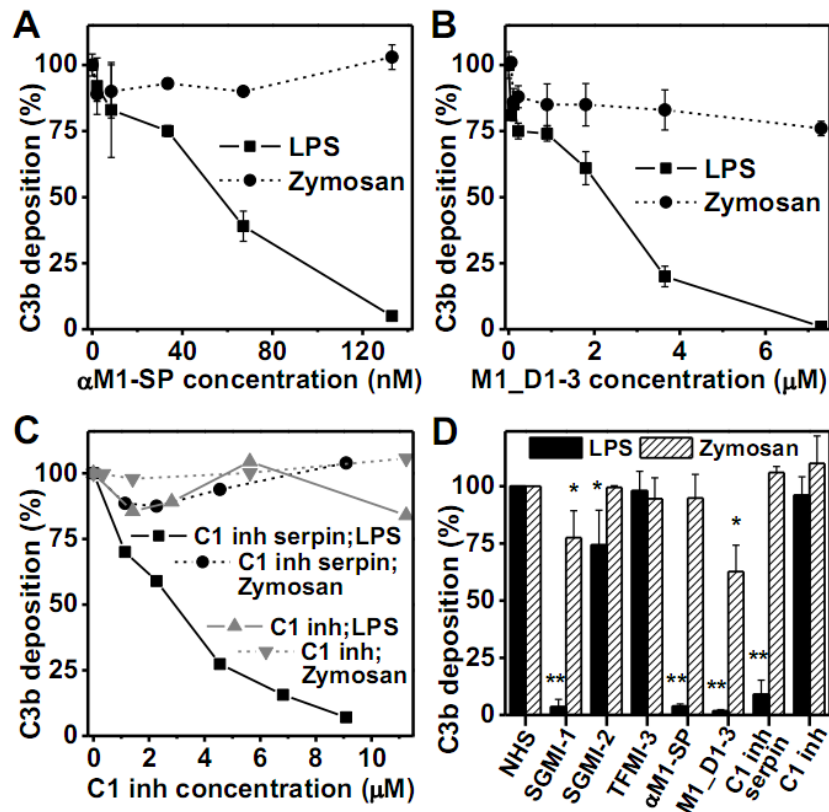 A
C3b deposition (%)
100
75
50
25
0
LPS
Zymosan
0 40 80 120
αM1-SP concentration (nM)
B
C3b deposition (%)
100
75
50
25
0
LPS
Zymosan
0 2 4 6
M1_D1-3 concentration (μM)
C
C3b deposition (%)
100
75
50
25
0
C1 inh serpin;LPS
C1 inh serpin;
Zymosan
C1 inh;LPS
C1 inh;
Zymosan
0 2 4 6 8 10
C1 inh concentration (μM)
D
C3b deposition (%)
LPS Zymosan
100
75
50
25
0
* * *
** ** ** **
NHS
SGMI-1
SGMI-2
TFMI-3
αM1-SP
M1_D1-3
C1 inh
serpin
C1 inh